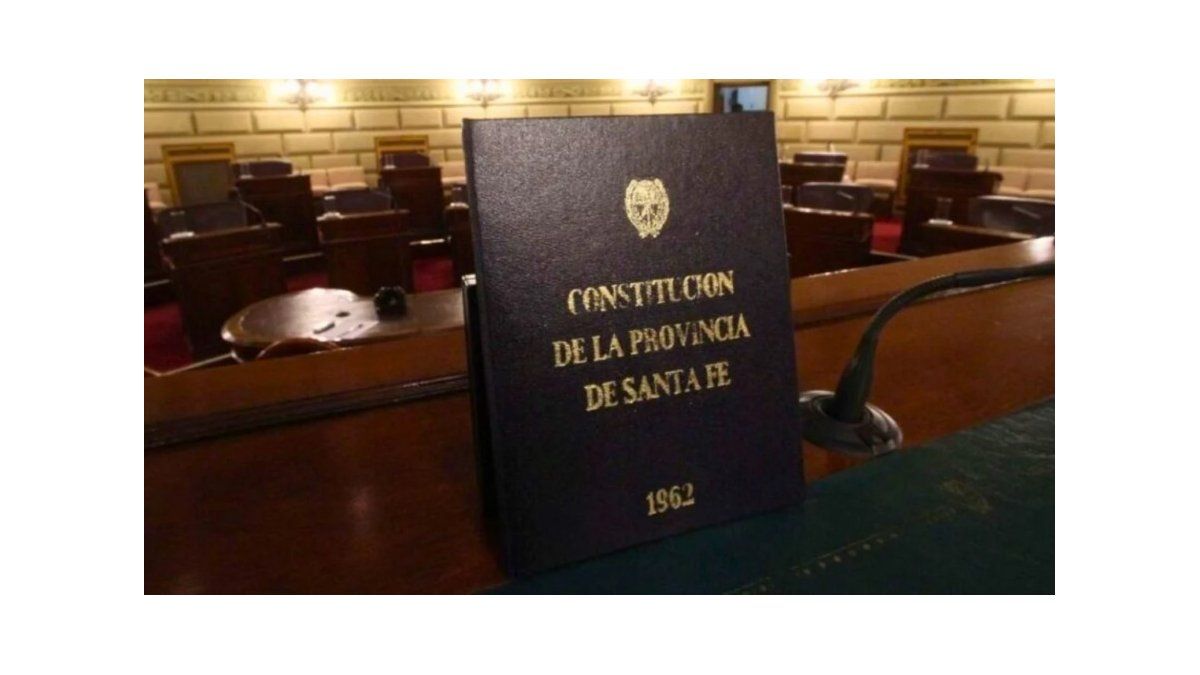 CONSTITUCION
DE LA PROVINCIA
DE SANTA FE
1962